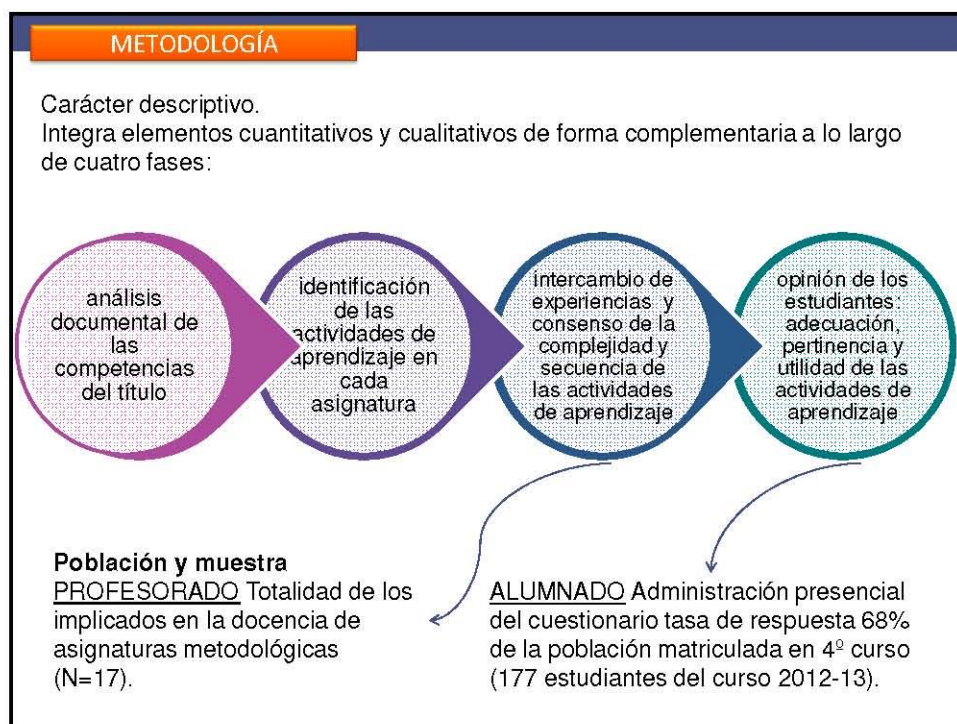 METODOLOGÍA
Carácter descriptivo.
Integra elementos cuantitativos y cualitativos de forma complementaria a lo largo
de cuatro fases:
análisis
documental de
las
competencias
del título
identificación
de las
actividades de
aprendizaje en
cada
asignatura
intercambio de
experiencias y
consenso de la
complejidad y
secuencia de
las actividades
de aprendizaje
opinión de los
estudiantes:
adecuación,
pertinencia y
utilidad de las
actividades de
aprendizaje
Población y muestra
PROFESORADO Totalidad de los
implicados en la docencia de
asignaturas metodológicas
(N=17).
ALUMNADO Administración presencial
del cuestionario tasa de respuesta 68%
de la población matriculada en 4º curso
(177 estudiantes del curso 2012-13).